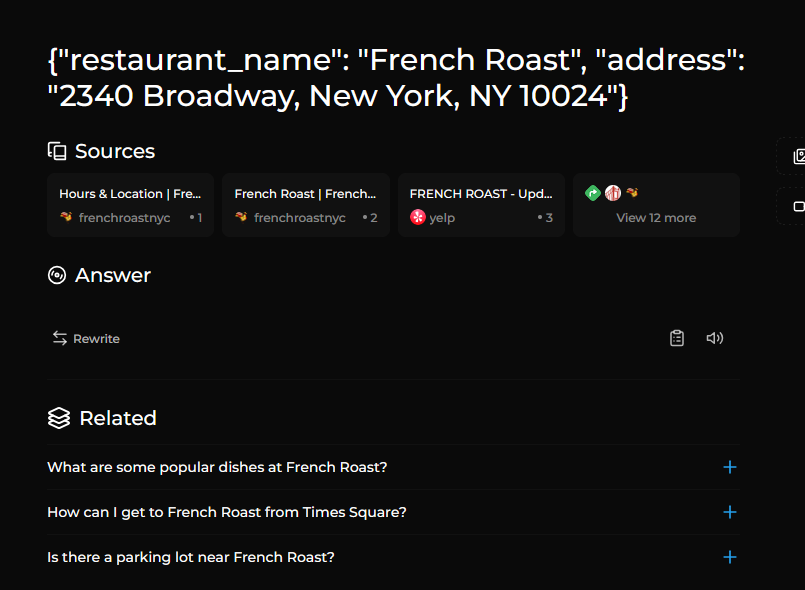 {"restaurant_name": "French Roast", "address":
"2340 Broadway, New York, NY 10024"}
Sources
Hours & Location | Fre...
frenchroastnyc • 1
French Roast | French...
frenchroastnyc • 2
FRENCH ROAST - Upd...
yelp • 3
View 12 more
Answer
Rewrite
Related
What are some popular dishes at French Roast?
How can I get to French Roast from Times Square?
Is there a parking lot near French Roast?